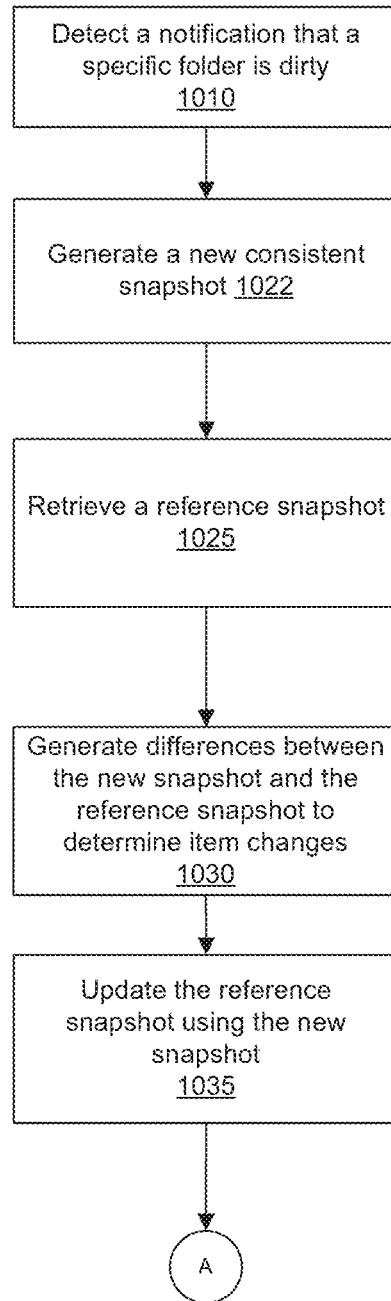 Detect a notification that a
specific folder is dirty
1010
Generate a new consistent
snapshot 1022
Retrieve a reference snapshot
1025
Generate differences between
the new snapshot and the
reference snapshot to
determine item changes
1030
Update the reference
snapshot using the new
snapshot
1035
A